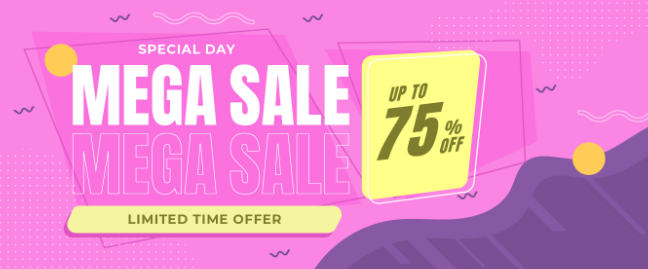 SPECIAL DAY
MEGA SALE
MEGA SALE
LIMITED TIME OFFER
UP TO
75%
OFF